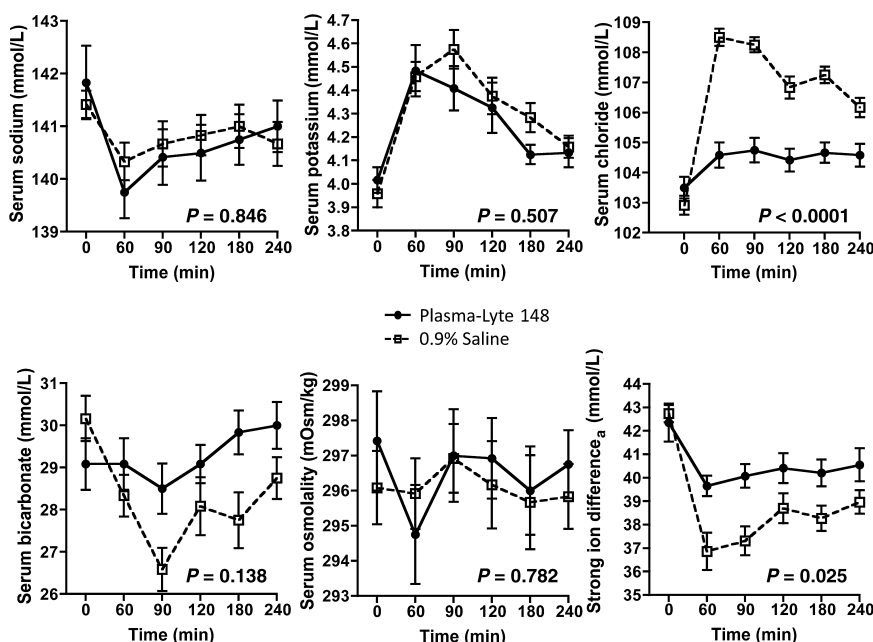 Serum sodium (mmol/L)
143
142
141
140
139
0 60 90 120 180 240
Time (min)
P = 0.846
Serum potassium (mmol/L)
4.7
4.6
4.5
4.4
4.3
4.2
4.1
4.0
3.9
3.8
0 60 90 120 180 240
Time (min)
P = 0.507
Serum chloride (mmol/L)
109
108
107
106
105
104
103
102
0 60 90 120 180 240
Time (min)
P < 0.0001
Plasma-Lyte 148
0.9% Saline
Serum bicarbonate (mmol/L)
31
30
29
28
27
26
0 60 90 120 180 240
Time (min)
P = 0.138
Serum osmolality (mOsm/kg)
299
298
297
296
295
294
293
0 60 90 120 180 240
Time (min)
P = 0.782
Strong ion difference a (mmol/L)
44
43
42
41
40
39
38
37
36
35
0 60 90 120 180 240
Time (min)
P = 0.025